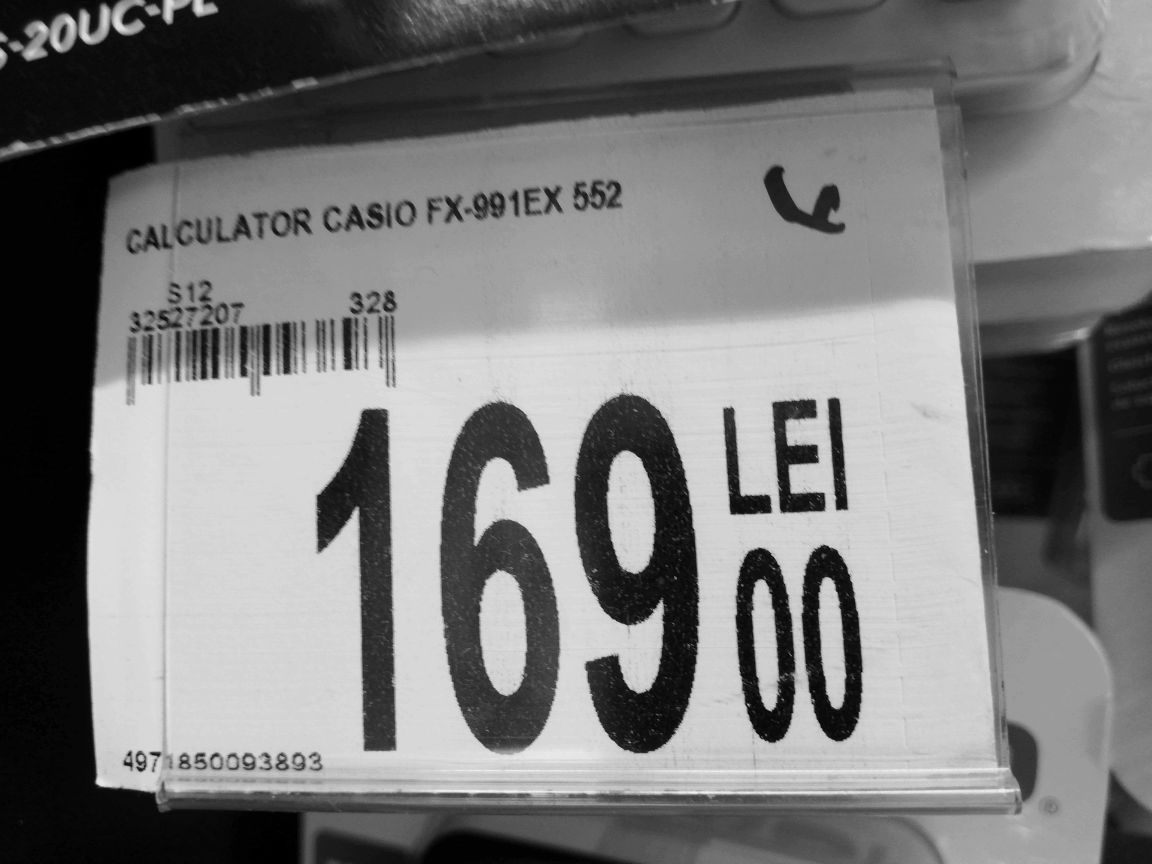 S-20UC-PL
CALCULATOR CASIO FX-991EX 552
S12
32527207 328
169 LEI 00
4971850093893
®